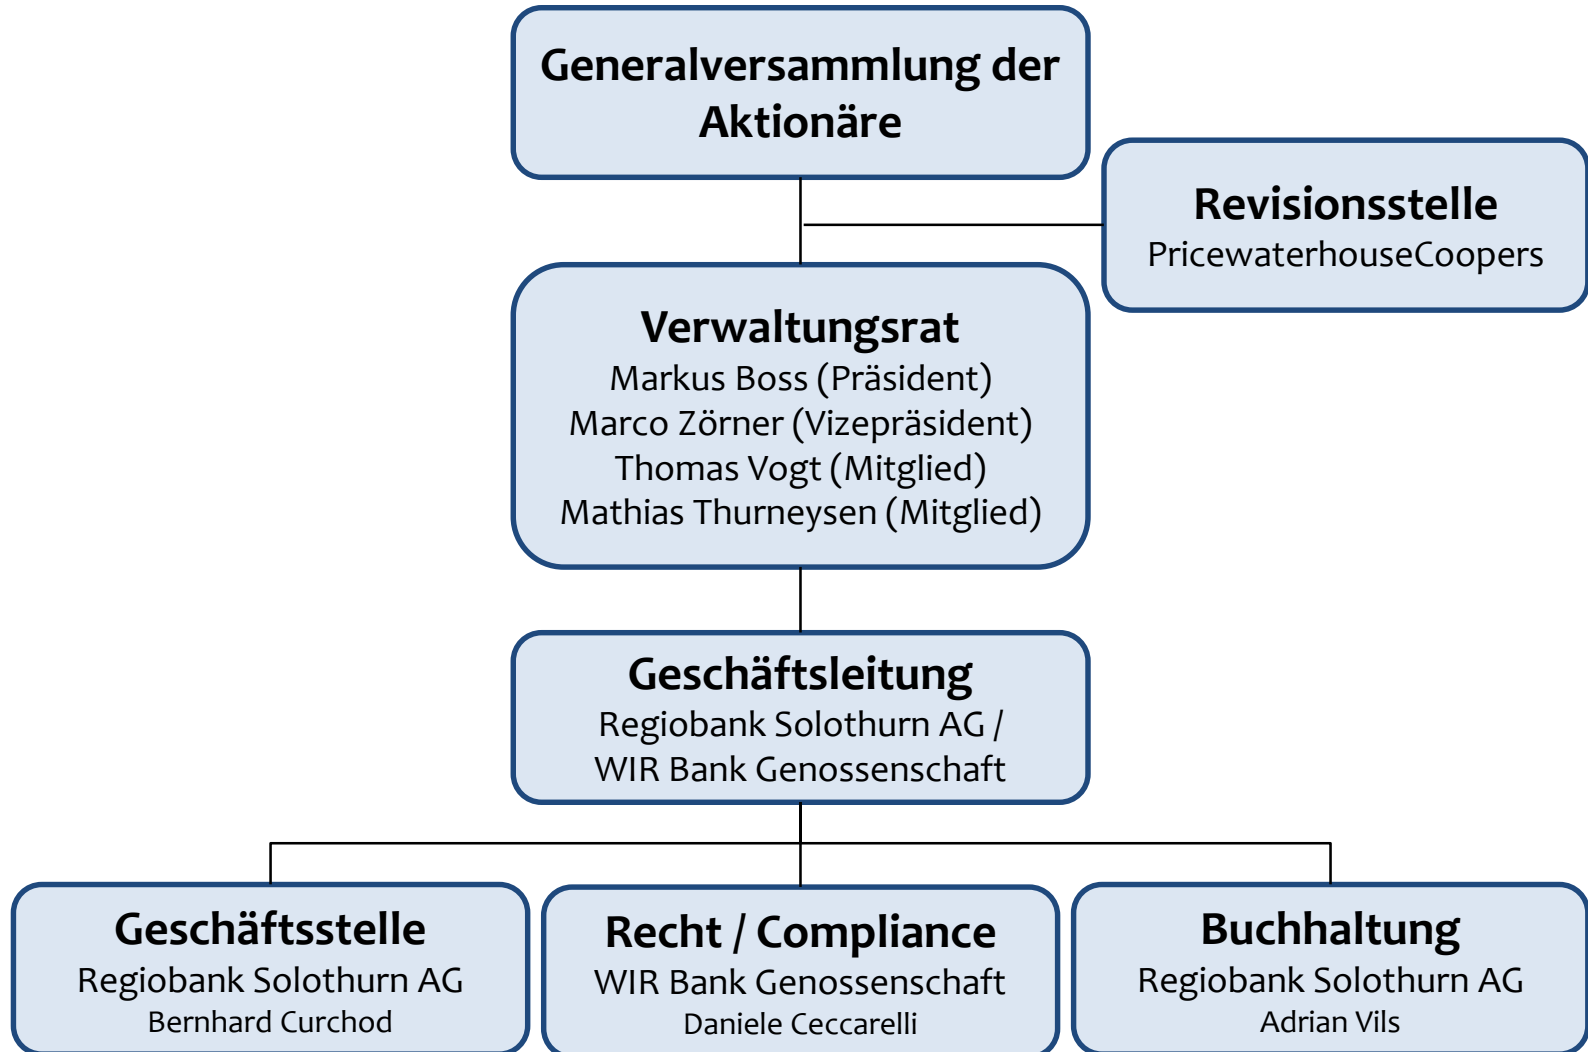 Generalversammlung der
Aktionäre
Revisionsstelle
PricewaterhouseCoopers
Verwaltungsrat
Markus Boss (Präsident)
Marco Zörner (Vizepräsident)
Thomas Vogt (Mitglied)
Mathias Thurneysen (Mitglied)
Geschäftsleitung
Regiobank Solothurn AG /
WIR Bank Genossenschaft
Geschäftsstelle
Regiobank Solothurn AG
Bernhard Curchod
Recht / Compliance
WIR Bank Genossenschaft
Daniele Ceccarelli
Buchhaltung
Regiobank Solothurn AG
Adrian Vils